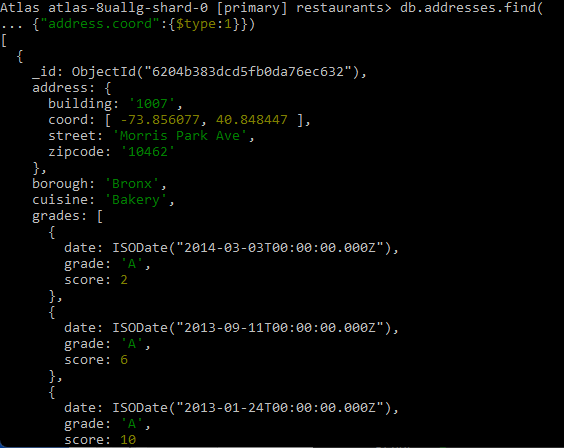 Atlas atlas-8uallg-shard-0 [primary] restaurants> db.addresses.find(
... {"address.coord":{$type:1}})
[
  {
    _id: ObjectId("6204b383dcd5fb0da76ec632"),
    address: {
      building: '1007',
      coord: [ -73.856077, 40.848447 ],
      street: 'Morris Park Ave',
      zipcode: '10462'
    },
    borough: 'Bronx',
    cuisine: 'Bakery',
    grades: [
      {
        date: ISODate("2014-03-03T00:00:00.000Z"),
        grade: 'A',
        score: 2
      },
      {
        date: ISODate("2013-09-11T00:00:00.000Z"),
        grade: 'A',
        score: 6
      },
      {
        date: ISODate("2013-01-24T00:00:00.000Z"),
        grade: 'A',
        score: 10